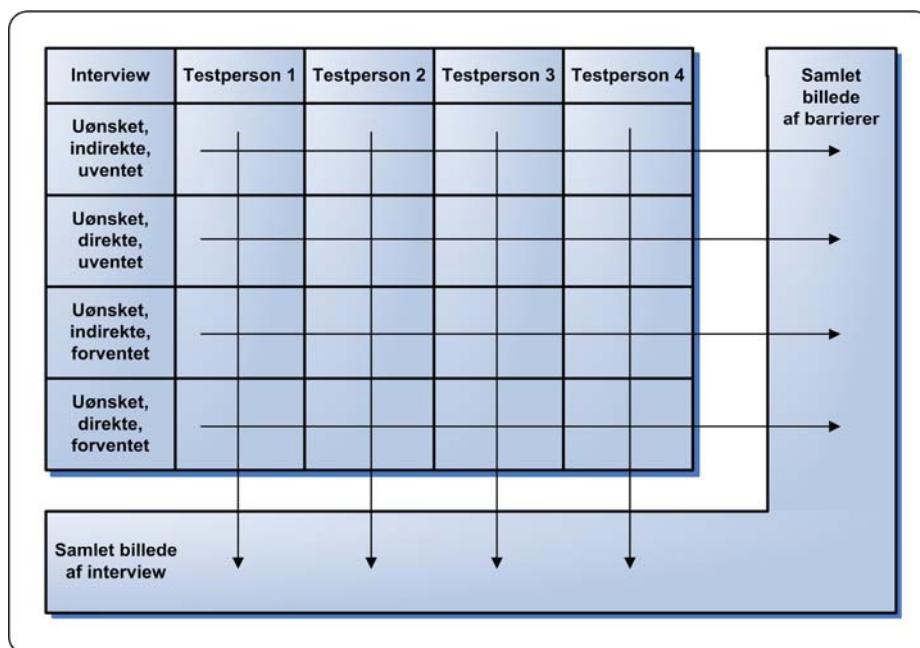 Interview
Testperson 1
Testperson 2
Testperson 3
Testperson 4
Samlet
billede
af barrierer
Uønsket,
indirekte,
uventet
Uønsket,
direkte,
uventet
Uønsket,
indirekte,
forventet
Uønsket,
direkte,
forventet
Samlet billede
af interview